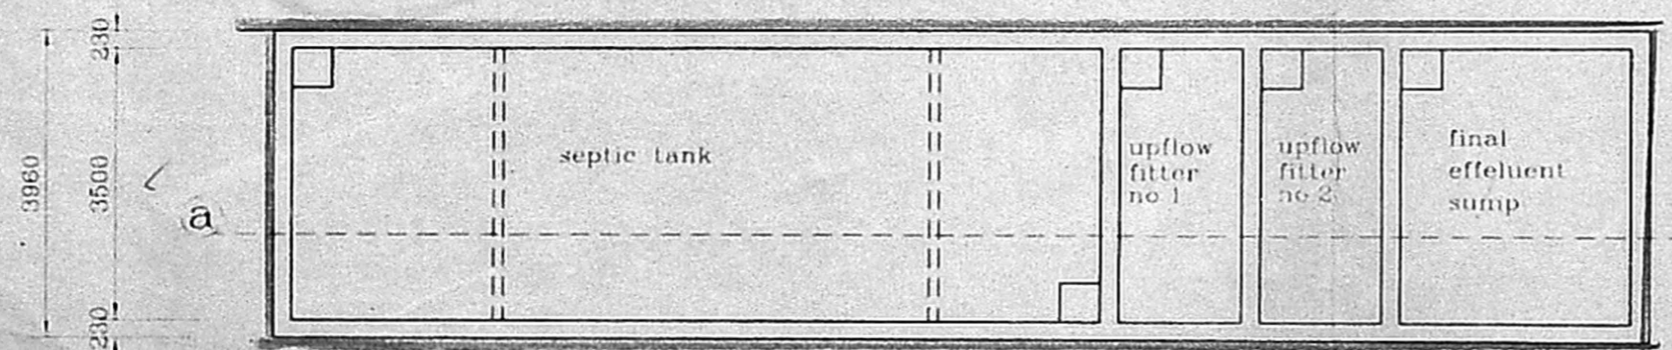 230
3960
3500
230
a
septic tank
upflow
fitter
no 1
upflow
fitter
no 2
final
effeluent
sump